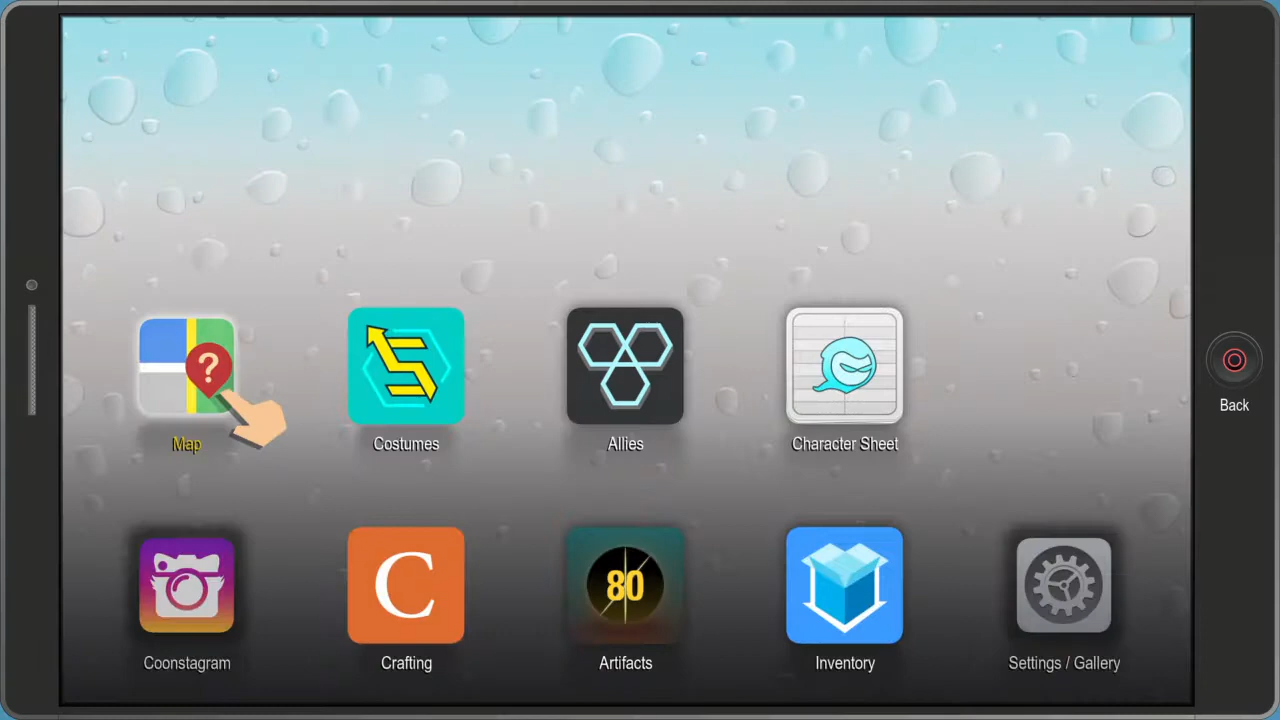 ?
Back
Map
Costumes
Allies
Character Sheet
C
80
Coonstagram
Crafting
Artifacts
Inventory
Settings / Gallery